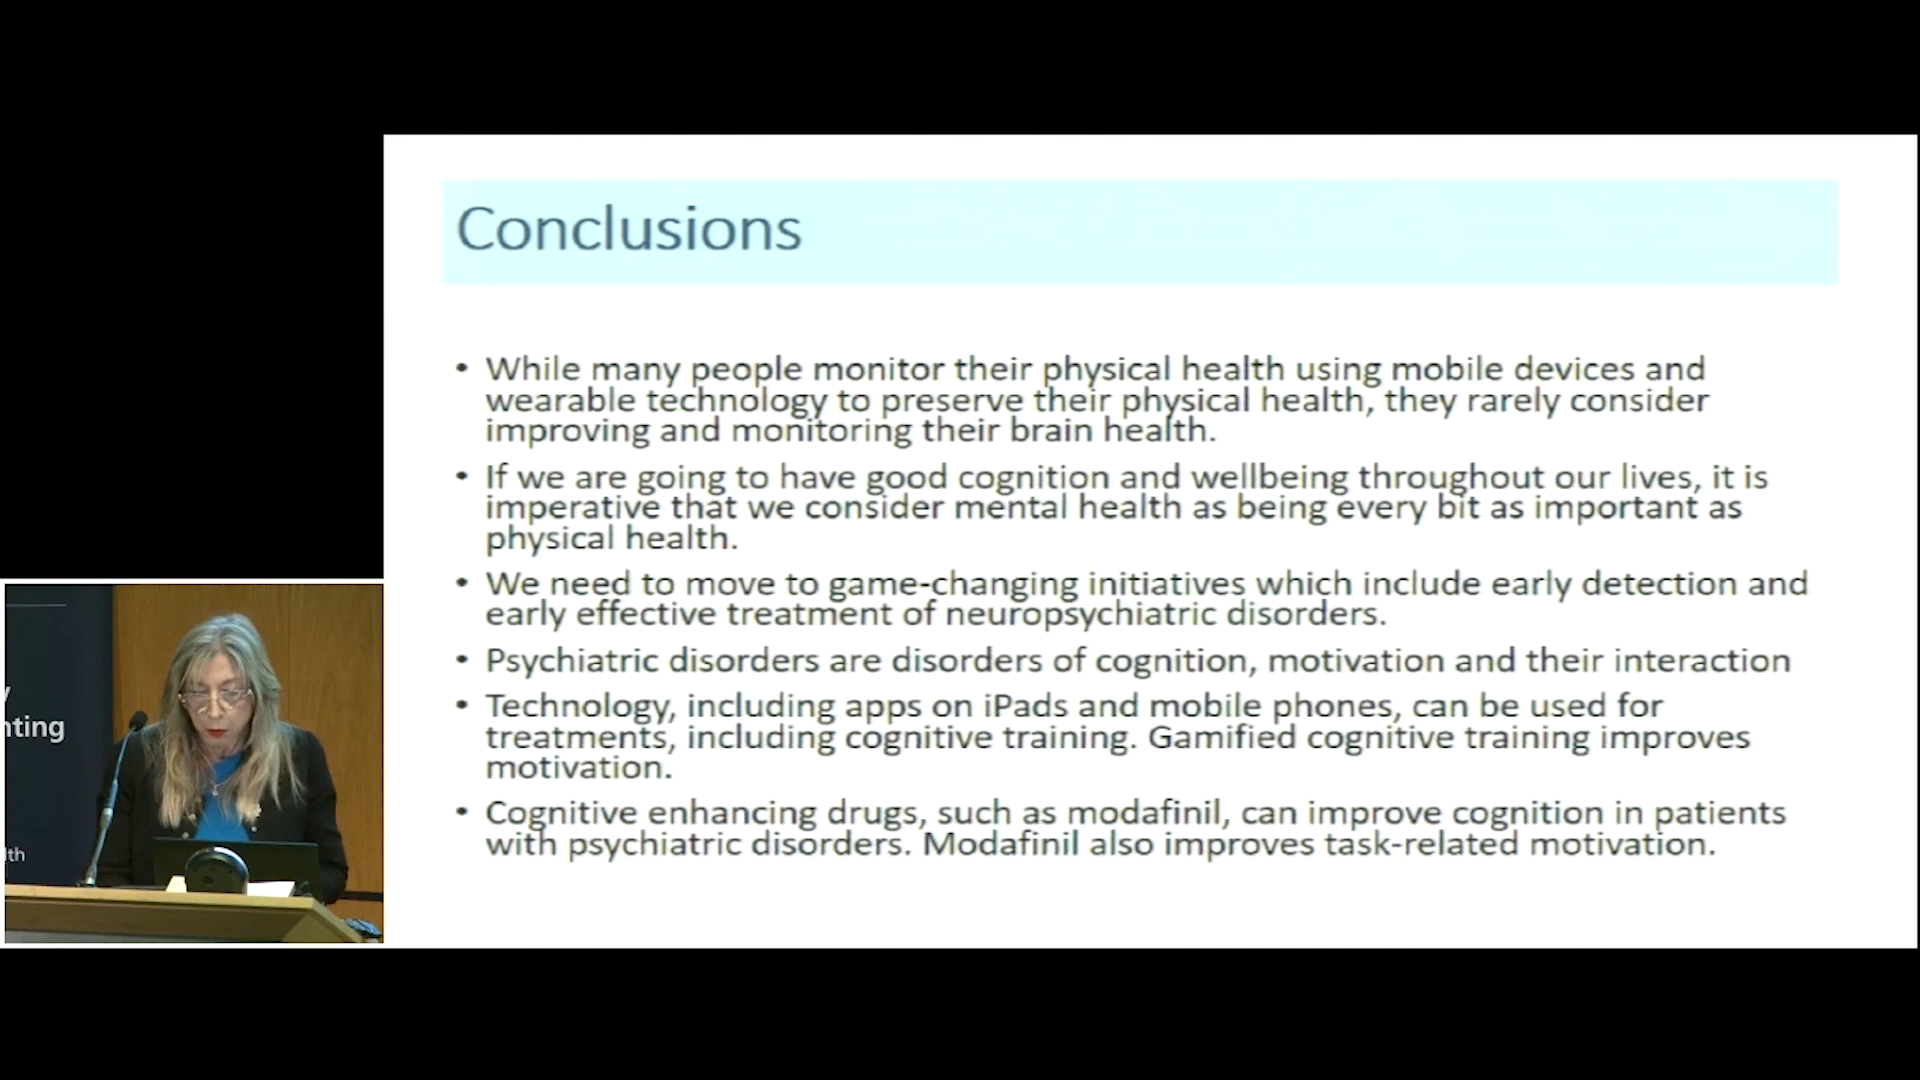 Conclusions
• While many people monitor their physical health using mobile devices and
wearable technology to preserve their physical health, they rarely consider
improving and monitoring their brain health.
• If we are going to have good cognition and wellbeing throughout our lives, it is
imperative that we consider mental health as being every bit as important as
physical health.
• We need to move to game-changing initiatives which include early detection and
early effective treatment of neuropsychiatric disorders.
• Psychiatric disorders are disorders of cognition, motivation and their interaction
• Technology, including apps on iPads and mobile phones, can be used for
treatments, including cognitive training. Gamified cognitive training improves
motivation.
• Cognitive enhancing drugs, such as modafinil, can improve cognition in patients
with psychiatric disorders. Modafinil also improves task-related motivation.
y
nting
lth